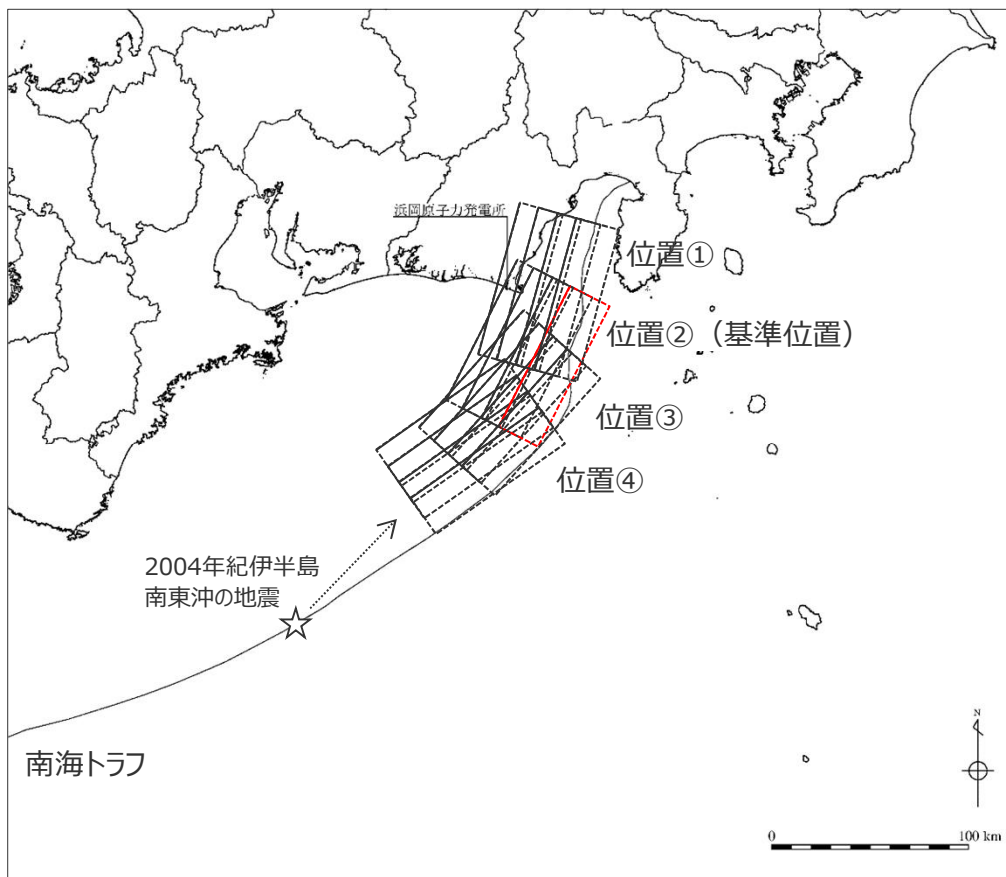 浜岡原子力発電所
位置①
位置②（基準位置）
位置③
位置④
2004年紀伊半島
南東沖の地震
南海トラフ
N
0
100 km